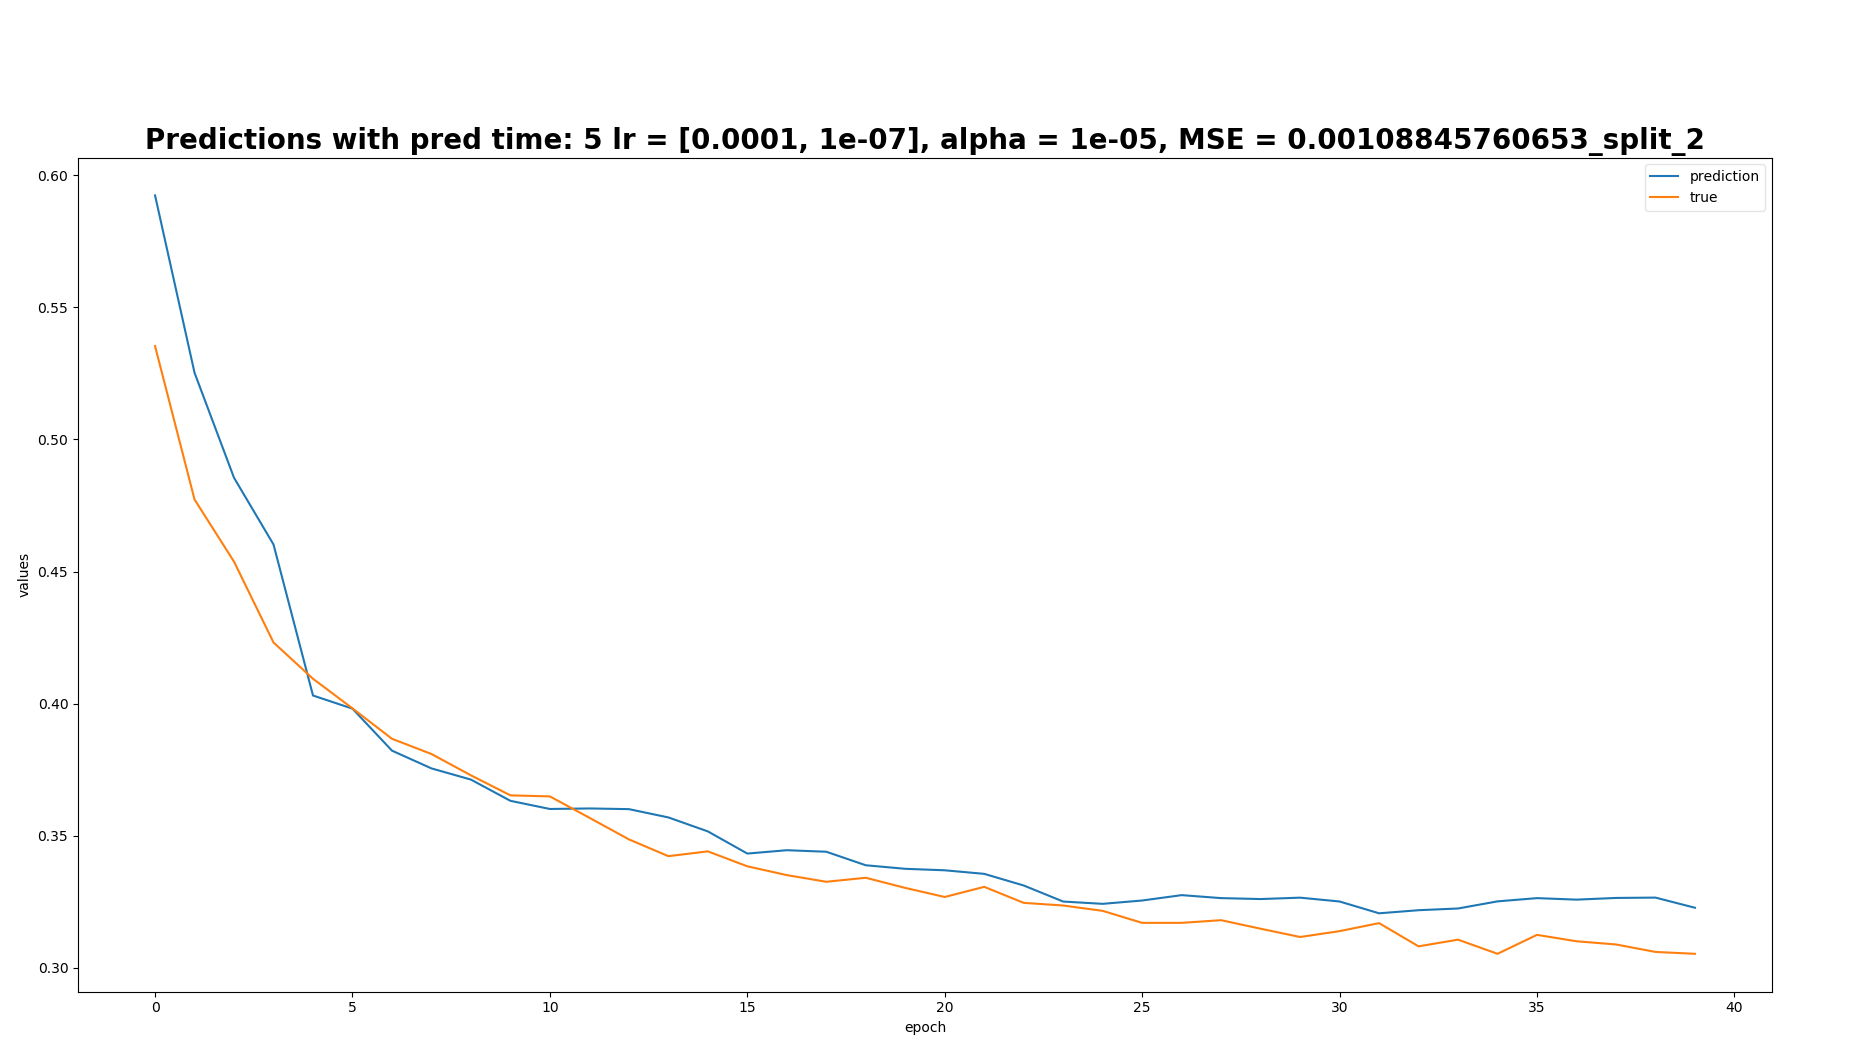 Predictions with pred time: 5 lr = [0.0001, 1e-07], alpha = 1e-05, MSE = 0.00108845760653_split_2
prediction
true
0.60
0.55
0.50
0.45
0.40
0.35
0.30
values
0 5 10 15 20 25 30 35 40
epoch